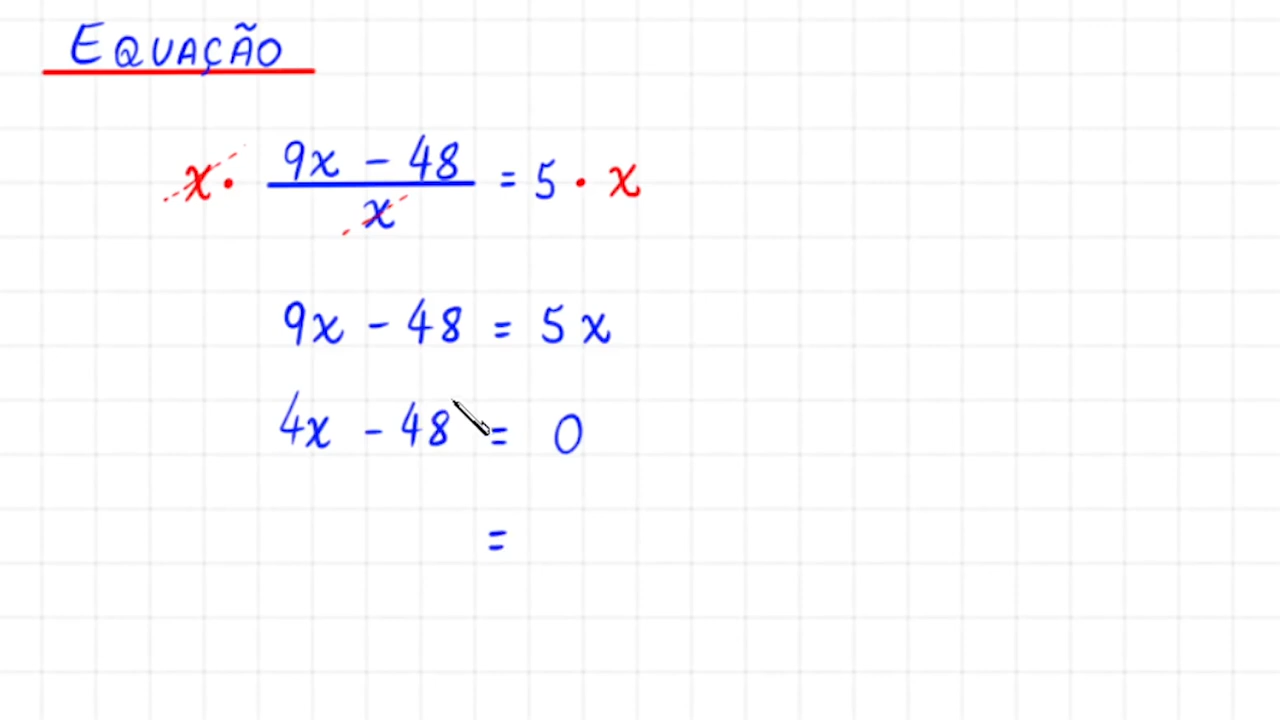 EQUAÇÃO
x · (9x - 48)/x = 5 · x
9x - 48 = 5x
4x - 48 = 0
=